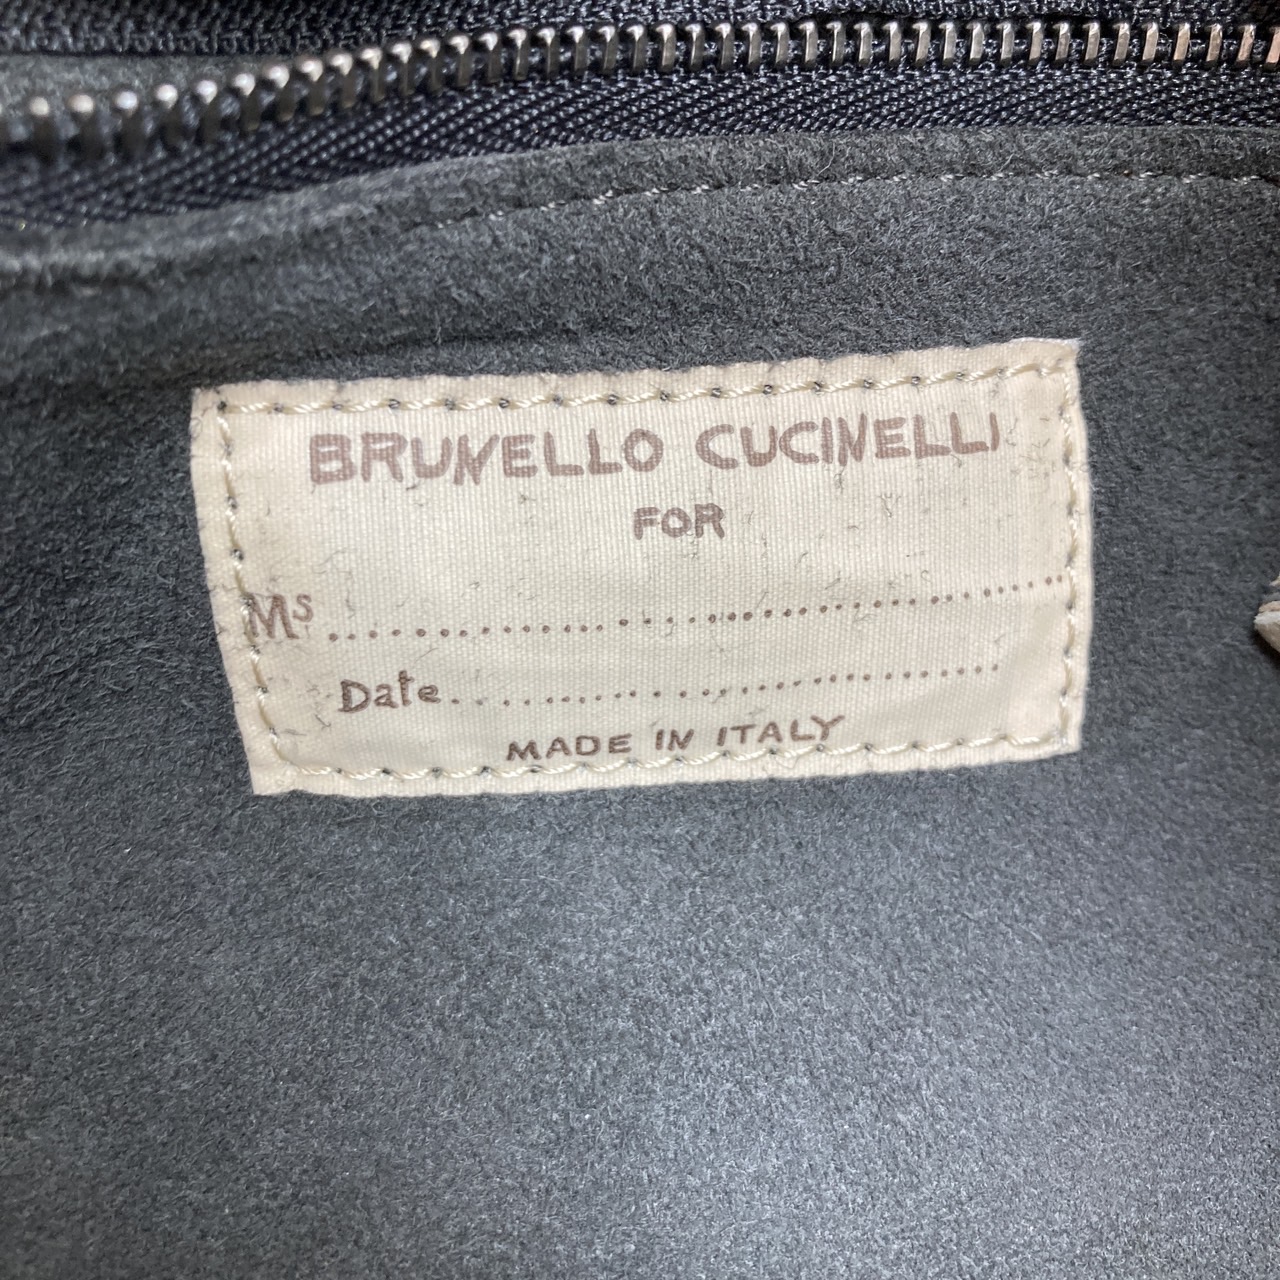 BRUNELLO CUCINELLI
FOR
Ms..............................
Date........................
MADE IN ITALY